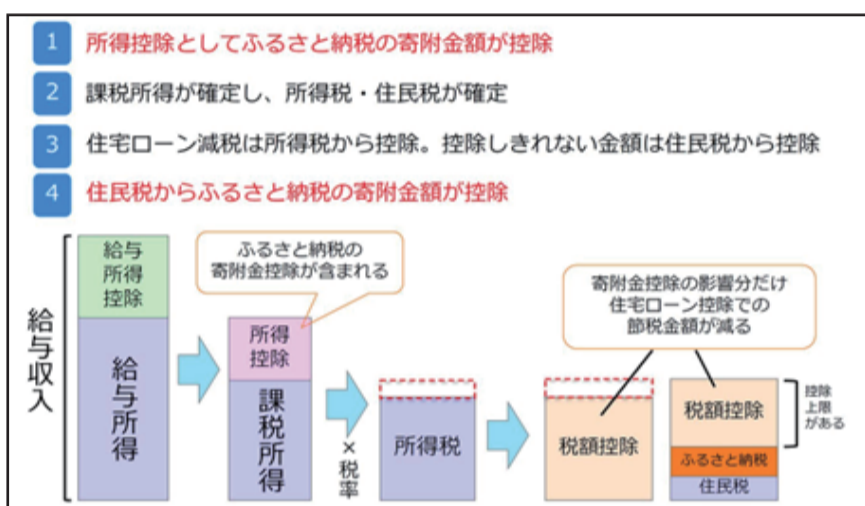 1 所得控除としてふるさと納税の寄附金額が控除
2 課税所得が確定し、所得税・住民税が確定
3 住宅ローン減税は所得税から控除。控除しきれない金額は住民税から控除
4 住民税からふるさと納税の寄附金額が控除
給与収入
給与
所得
控除
給与所得
ふるさと納税の
寄附金控除が含まれる
所得
控除
課税所得
×税率
所得税
寄附金控除の影響分だけ
住宅ローン控除での
節税金額が減る
税額控除
税額控除
ふるさと納税
住民税
控除
上限
がある